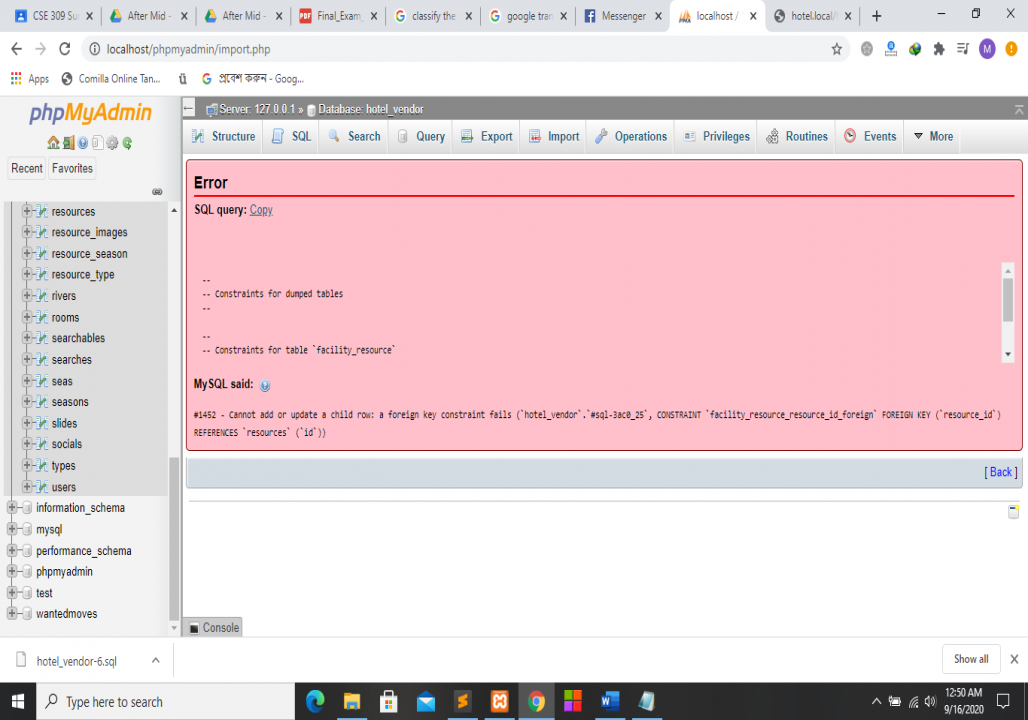 CSE 309 Su
After Mid -
After Mid -
Final_Exam_
classify the
google tran
Messenger
localhost /
hotel.local/
localhost/phpmyadmin/import.php
M
Apps
Comilla Online Tan...
ü
প্রবেশ করুন - Goog...
phpMyAdmin
Recent
Favorites
resources
resource_images
resource_season
resource_type
rivers
rooms
searchables
searches
seas
seasons
slides
socials
types
users
information_schema
mysql
performance_schema
phpmyadmin
test
wantedmoves
Server: 127.0.0.1 » Database: hotel_vendor
Structure
SQL
Search
Query
Export
Import
Operations
Privileges
Routines
Events
More
Error
SQL query: Copy
--
-- Constraints for dumped tables
--
--
-- Constraints for table `facility_resource`
MySQL said:
#1452 - Cannot add or update a child row: a foreign key constraint fails (`hotel_vendor`.`#sql-3ac0_25`, CONSTRAINT `facility_resource_resource_id_foreign` FOREIGN KEY (`resource_id`)
REFERENCES `resources` (`id`))
[ Back ]
Console
hotel_vendor-6.sql
Show all
Type here to search
12:50 AM
9/16/2020